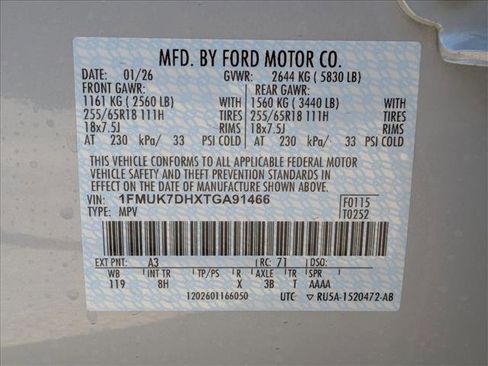 MFD. BY FORD MOTOR CO.
DATE: 01/26 GVWR: 2644 KG ( 5830 LB)
FRONT GAWR: REAR GAWR:
1161 KG ( 2560 LB) 1560 KG ( 3440 LB)
255/65R18 111H TIRES 255/65R18 111H TIRES
18x7.5J RIMS 18x7.5J RIMS
AT 230 kPa/ 33 PSI COLD AT 230 kPa/ 33 PSI COLD
THIS VEHICLE CONFORMS TO ALL APPLICABLE FEDERAL MOTOR
VEHICLE SAFETY AND THEFT PREVENTION STANDARDS IN EFFECT
ON THE DATE OF MANUFACTURE SHOWN ABOVE.
VIN: 1FMUK7DHXTGA91466 F0115
TYPE: MPV T0252
EXT PNT: A3 RC: 71 DSO:
WB INT TR TP/PS R AXLE TR SPR
119 8H X 3B T AAAA
1202601166050 UTC ▽ RU5A-1520472-AB